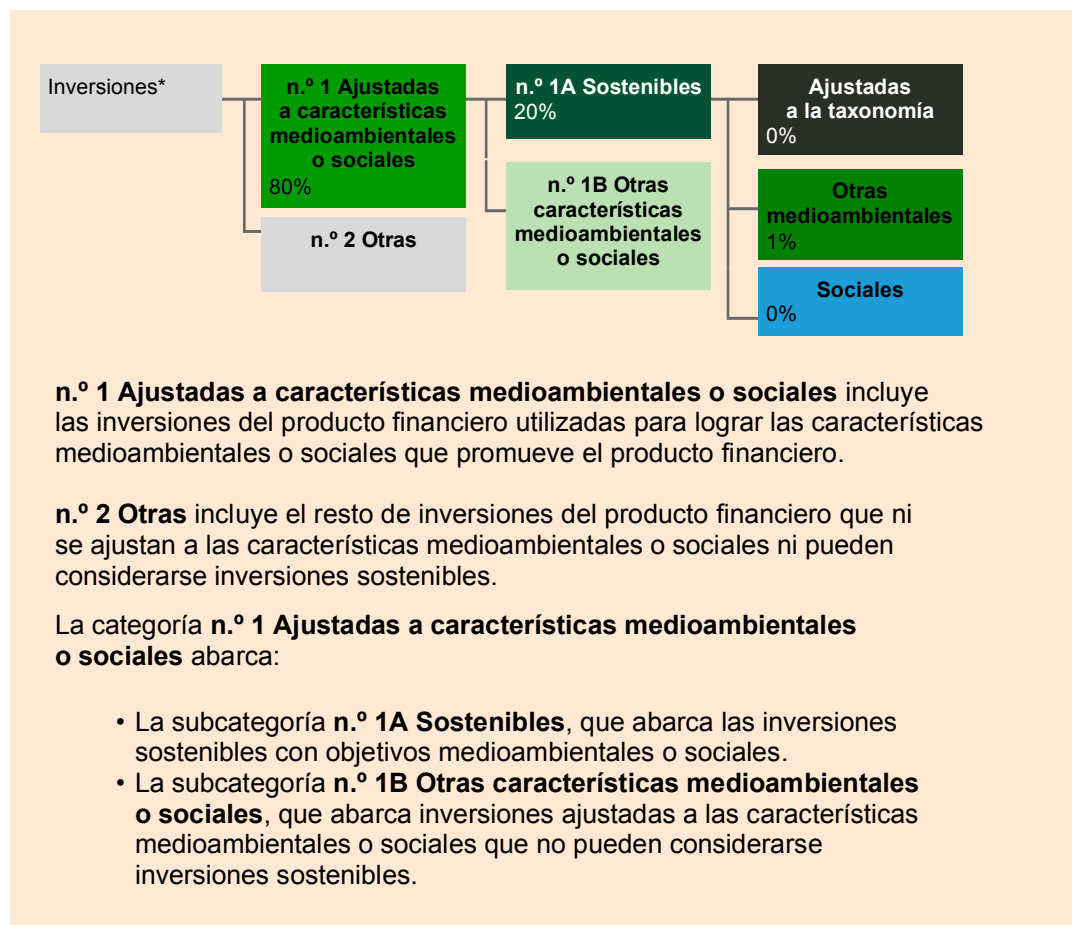 Inversiones*
n.º 1 Ajustadas
a características
medioambientales
o sociales
80%
n.º 2 Otras
n.º 1A Sostenibles
20%
n.º 1B Otras
características
medioambientales
o sociales
Ajustadas
a la taxonomía
0%
Otras
medioambientales
1%
Sociales
0%
n.º 1 Ajustadas a características medioambientales o sociales incluye
las inversiones del producto financiero utilizadas para lograr las características
medioambientales o sociales que promueve el producto financiero.
n.º 2 Otras incluye el resto de inversiones del producto financiero que ni
se ajustan a las características medioambientales o sociales ni pueden
considerarse inversiones sostenibles.
La categoría n.º 1 Ajustadas a características medioambientales
o sociales abarca:
• La subcategoría n.º 1A Sostenibles, que abarca las inversiones
sostenibles con objetivos medioambientales o sociales.
• La subcategoría n.º 1B Otras características medioambientales
o sociales, que abarca inversiones ajustadas a las características
medioambientales o sociales que no pueden considerarse
inversiones sostenibles.